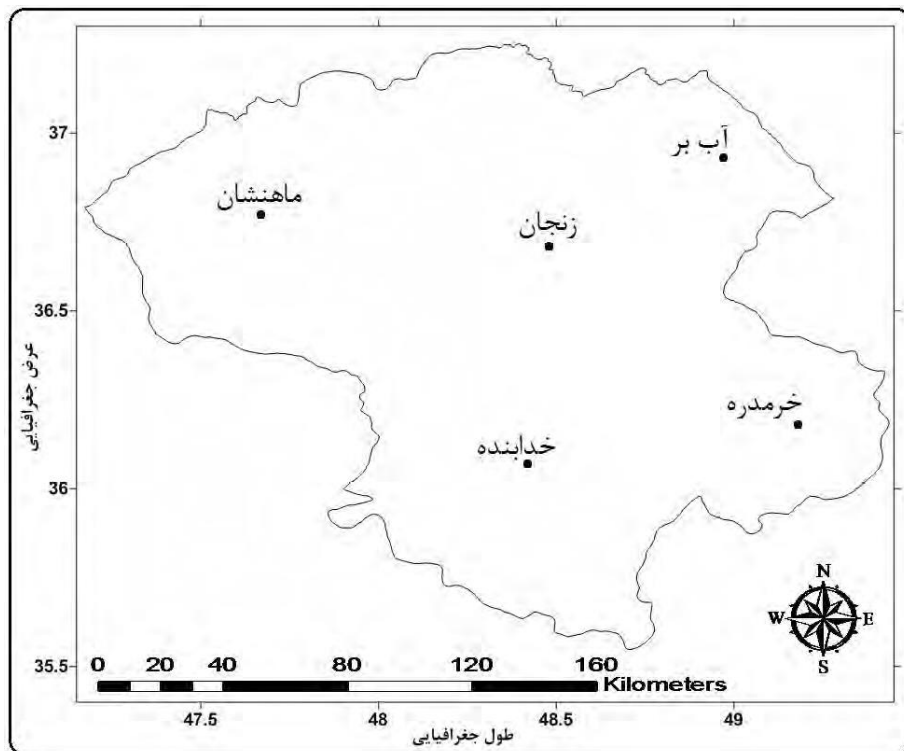 37
آب بر
ماهنشان
زنجان
36.5
عرض جغرافیایی
خرمدره
خدابنده
36
N
W E
S
35.5
0 20 40 80 120 160
Kilometers
47.5 48 48.5 49
طول جغرافیایی